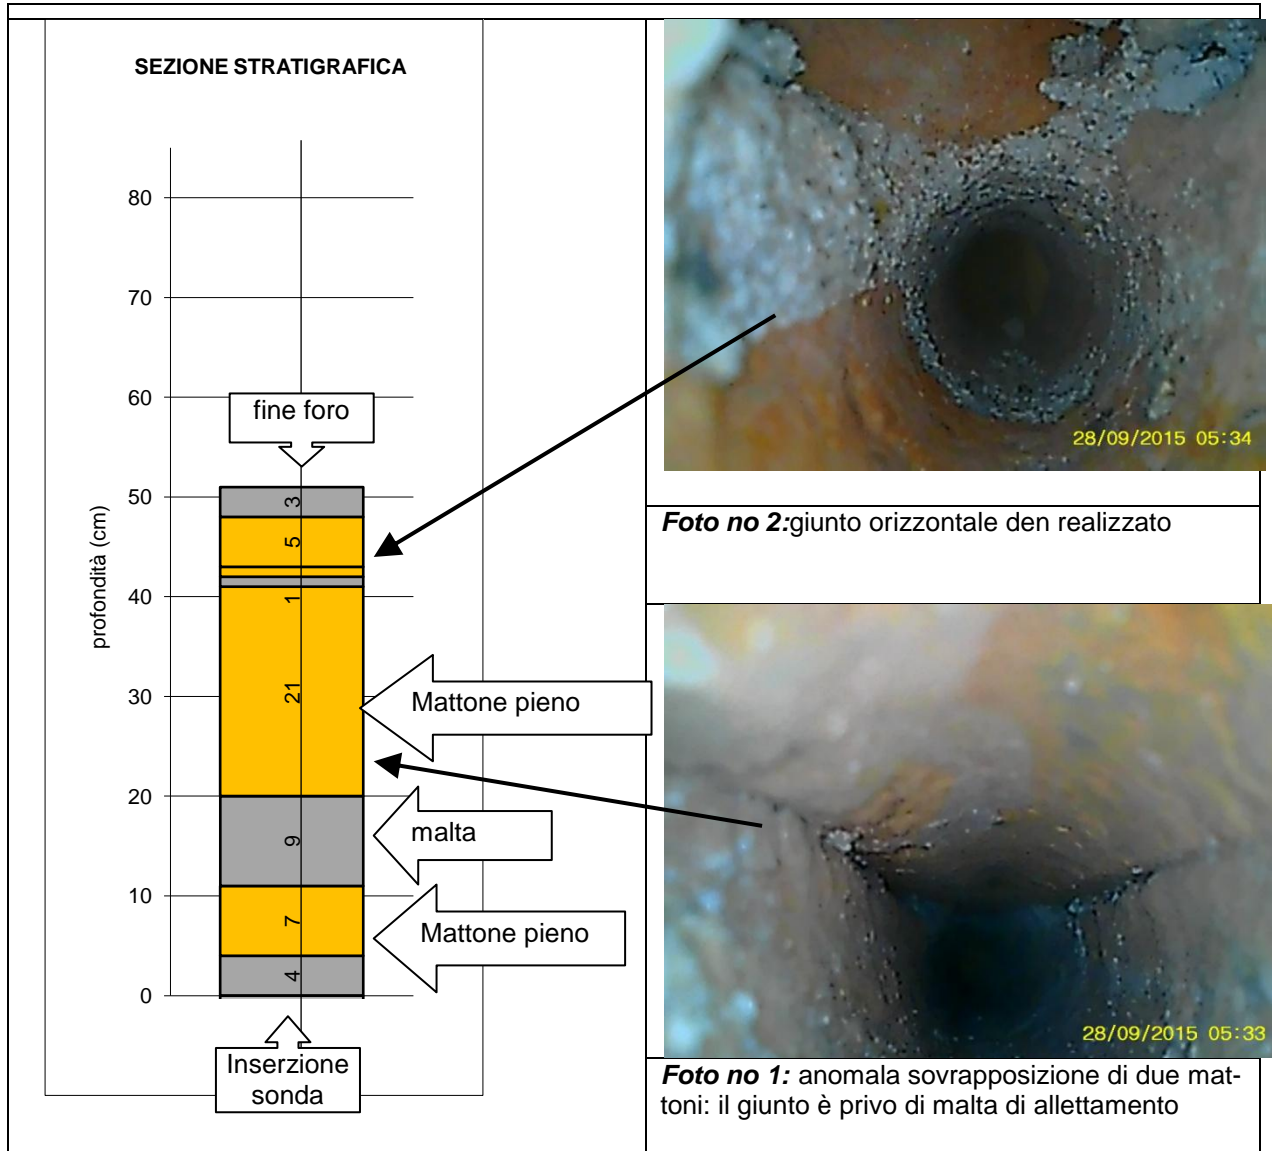 SEZIONE STRATIGRAFICA
80
70
60
50
40
30
20
10
0
profondità (cm)
fine foro
3
5
1
21
9
7
4
Mattone pieno
malta
Mattone pieno
Inserzione
sonda
28/09/2015 05:34
Foto no 2:giunto orizzontale den realizzato
28/09/2015 05:33
Foto no 1: anomala sovrapposizione di due mat-
toni: il giunto è privo di malta di allettamento